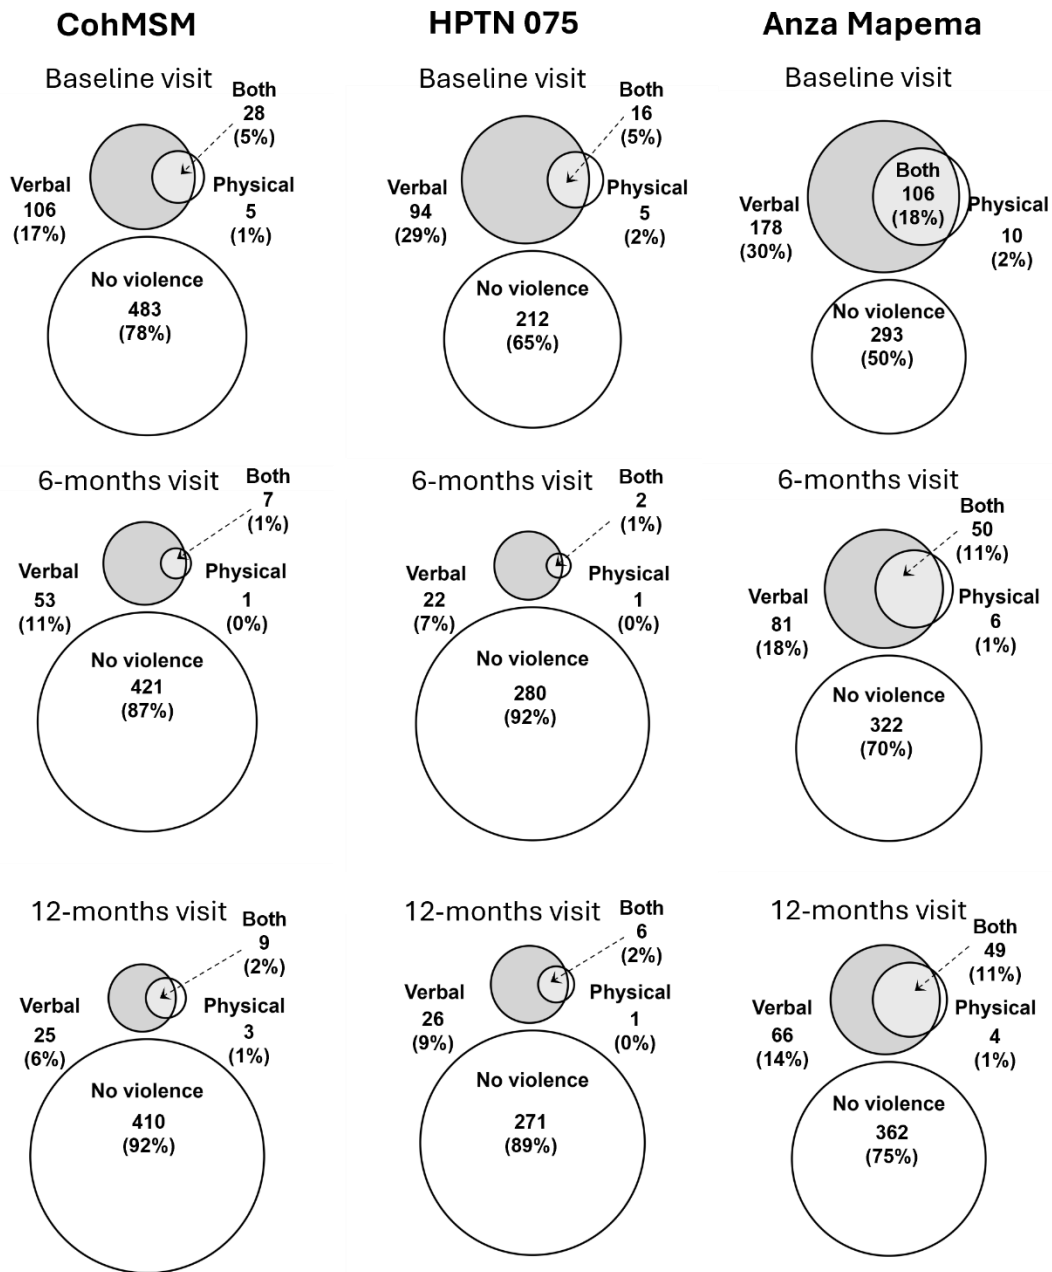 CohMSM
HPTN 075
Anza Mapema
Baseline visit
Both
28
(5%)
Verbal
106
(17%)
Physical
5
(1%)
No violence
483
(78%)
Baseline visit
Both
16
(5%)
Verbal
94
(29%)
Physical
5
(2%)
No violence
212
(65%)
Baseline visit
Both
106
(18%)
Verbal
178
(30%)
Physical
10
(2%)
No violence
293
(50%)
6-months visit
Both
7
(1%)
Verbal
53
(11%)
Physical
1
(0%)
No violence
421
(87%)
6-months visit
Both
2
(1%)
Verbal
22
(7%)
Physical
1
(0%)
No violence
280
(92%)
6-months visit
Both
50
(11%)
Verbal
81
(18%)
Physical
6
(1%)
No violence
322
(70%)
12-months visit
Both
9
(2%)
Verbal
25
(6%)
Physical
3
(1%)
No violence
410
(92%)
12-months visit
Both
6
(2%)
Verbal
26
(9%)
Physical
1
(0%)
No violence
271
(89%)
12-months visit
Both
49
(11%)
Verbal
66
(14%)
Physical
4
(1%)
No violence
362
(75%)